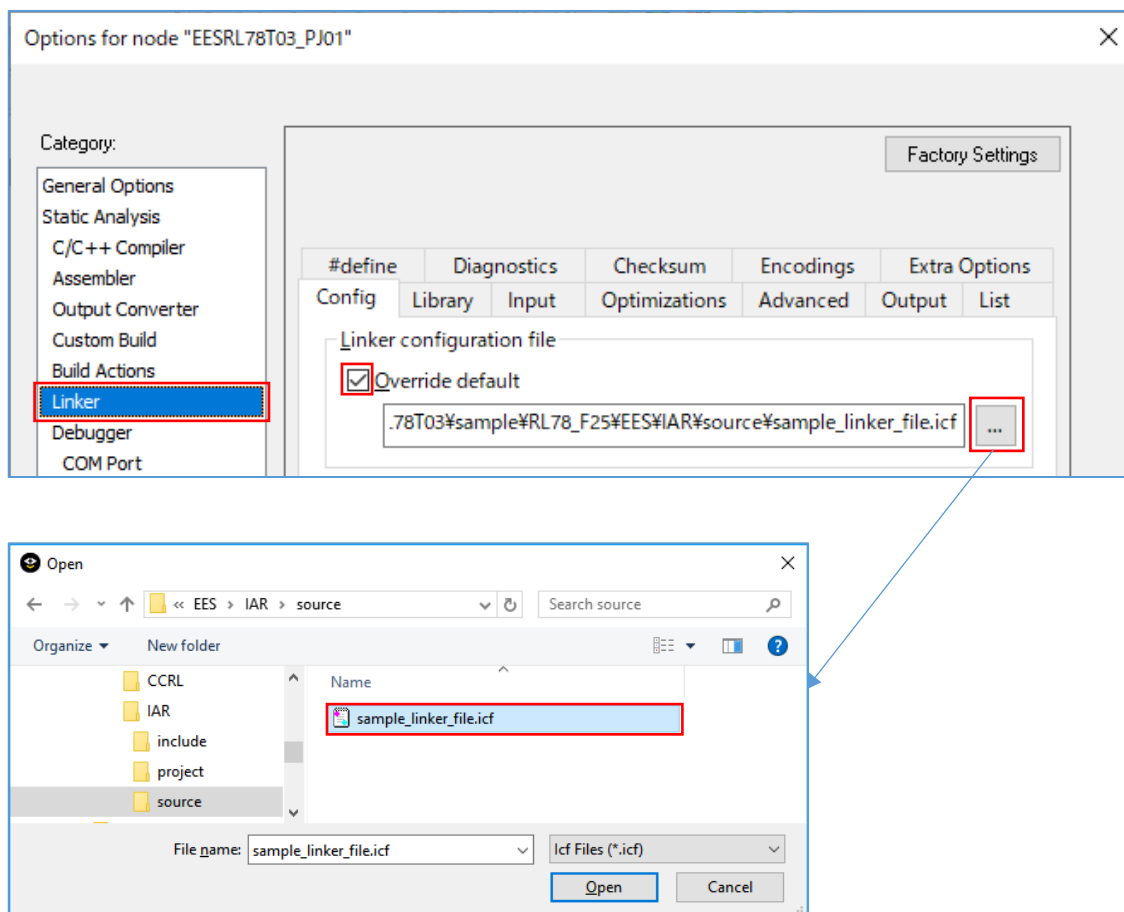 Options for node "EESRL78T03_PJ01"
Category:
Factory Settings
General Options
Static Analysis
C/C++ Compiler
Assembler
Output Converter
Custom Build
Build Actions
Linker
Debugger
COM Port
#define Diagnostics Checksum Encodings Extra Options
Config Library Input Optimizations Advanced Output List
Linker configuration file
Override default
.78T03¥sample¥RL78_F25¥EES¥IAR¥source¥sample_linker_file.icf ...
Open
« EES > IAR > source
Search source
Organize New folder
CCRL
IAR
include
project
source
Name
sample_linker_file.icf
File name: sample_linker_file.icf
Icf Files (*.icf)
Open Cancel